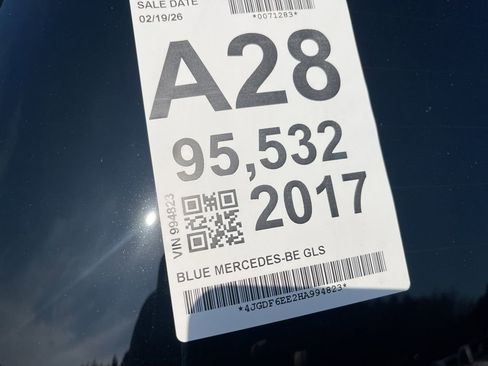 SALE DATE
02/19/26
*0071283*
A28
95,532
2017
VIN 994823
BLUE MERCEDES-BE GLS
*4JGDF6EE2HA994823*